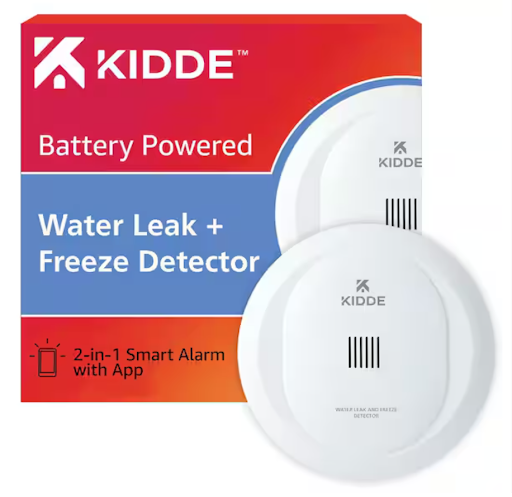 KIDDE™
Battery Powered
KIDDE
Water Leak +
Freeze Detector
KIDDE
2-in-1 Smart Alarm
with App
WATER LEAK AND FREEZE
DETECTOR